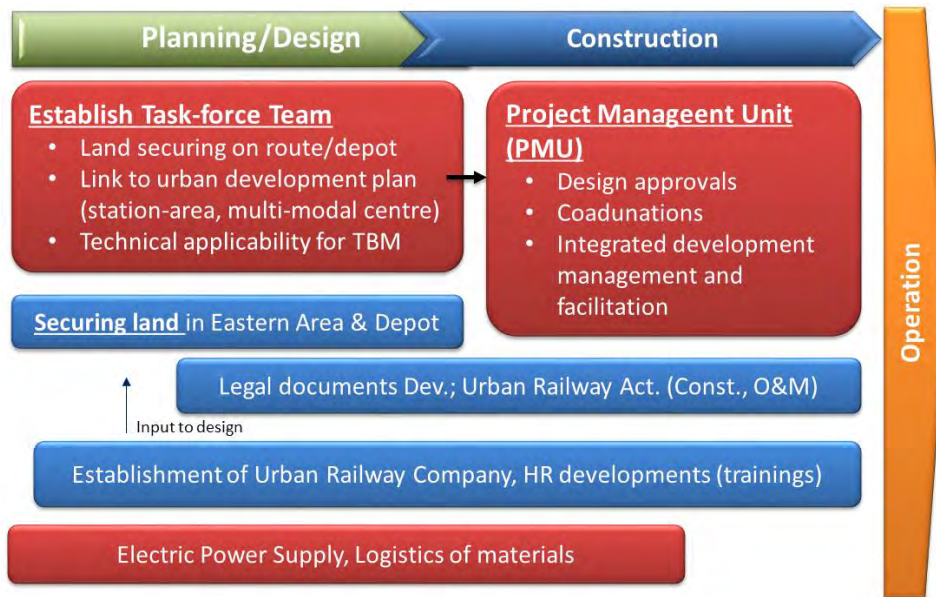 Planning/Design
Construction
Establish Task-force Team
• Land securing on route/depot
• Link to urban development plan
(station-area, multi-modal centre)
• Technical applicability for TBM
Project Manageent Unit
(PMU)
• Design approvals
• Coadunations
• Integrated development
management and
facilitation
Operation
Securing land in Eastern Area & Depot
Legal documents Dev.; Urban Railway Act. (Const., O&M)
Input to design
Establishment of Urban Railway Company, HR developments (trainings)
Electric Power Supply, Logistics of materials